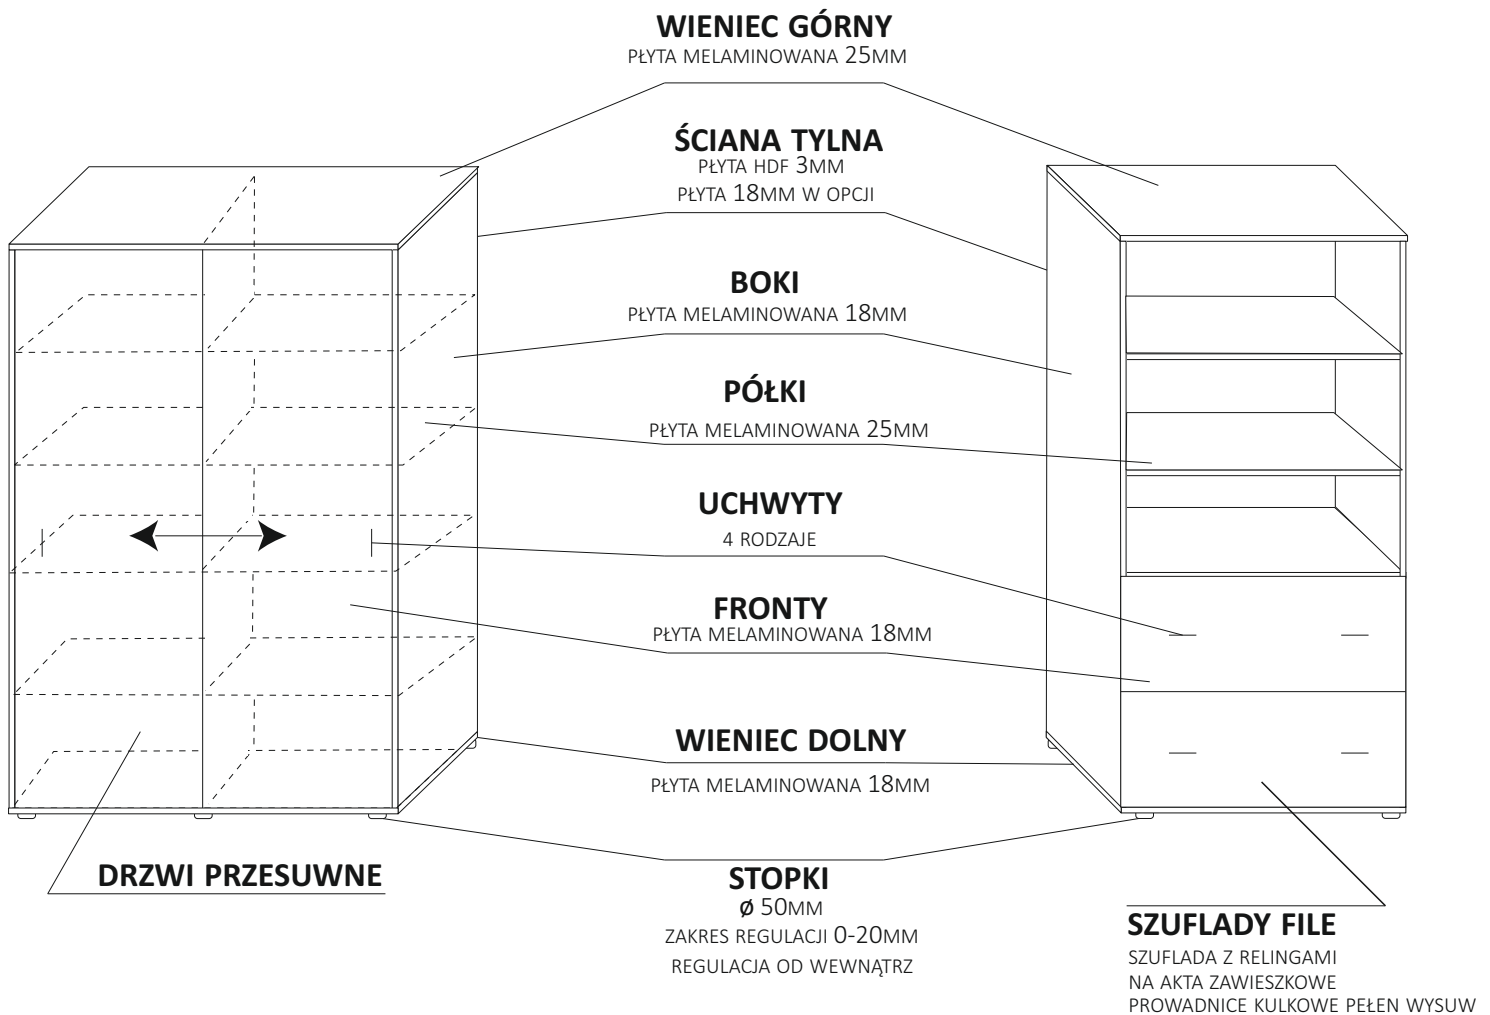 WIENIEC GÓRNY
PŁYTA MELAMINOWANA 25MM
ŚCIANA TYLNA
PŁYTA HDF 3MM
PŁYTA 18MM W OPCJI
BOKI
PŁYTA MELAMINOWANA 18MM
PÓŁKI
PŁYTA MELAMINOWANA 25MM
UCHWYTY
4 RODZAJE
FRONTY
PŁYTA MELAMINOWANA 18MM
WIENIEC DOLNY
PŁYTA MELAMINOWANA 18MM
DRZWI PRZESUWNE
STOPKI
Ø 50MM
ZAKRES REGULACJI 0-20MM
REGULACJA OD WEWNĄTRZ
SZUFLADY FILE
SZUFLADA Z RELINGAMI
NA AKTA ZAWIESZKOWE
PROWADNICE KULKOWE PEŁEN WYSUW